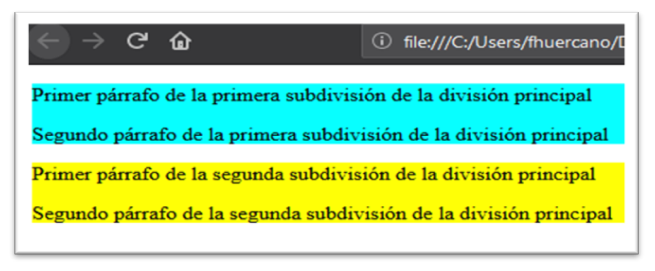 file:///C:/Users/fhuercano/D
Primer párrafo de la primera subdivisión de la división principal
Segundo párrafo de la primera subdivisión de la división principal
Primer párrafo de la segunda subdivisión de la división principal
Segundo párrafo de la segunda subdivisión de la división principal